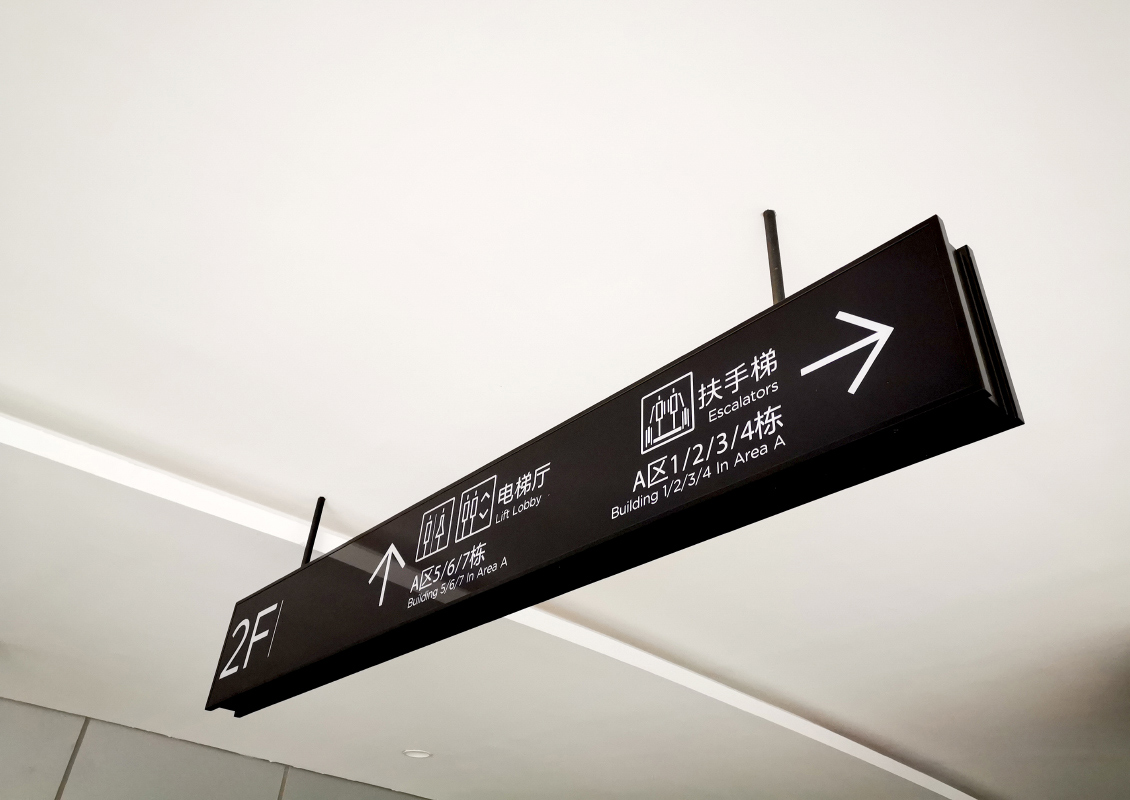 2F
电梯厅
Lift Lobby
A区5/6/7栋
Building 5/6/7 In Area A
扶手梯
Escalators
A区1/2/3/4栋
Building 1/2/3/4 In Area A